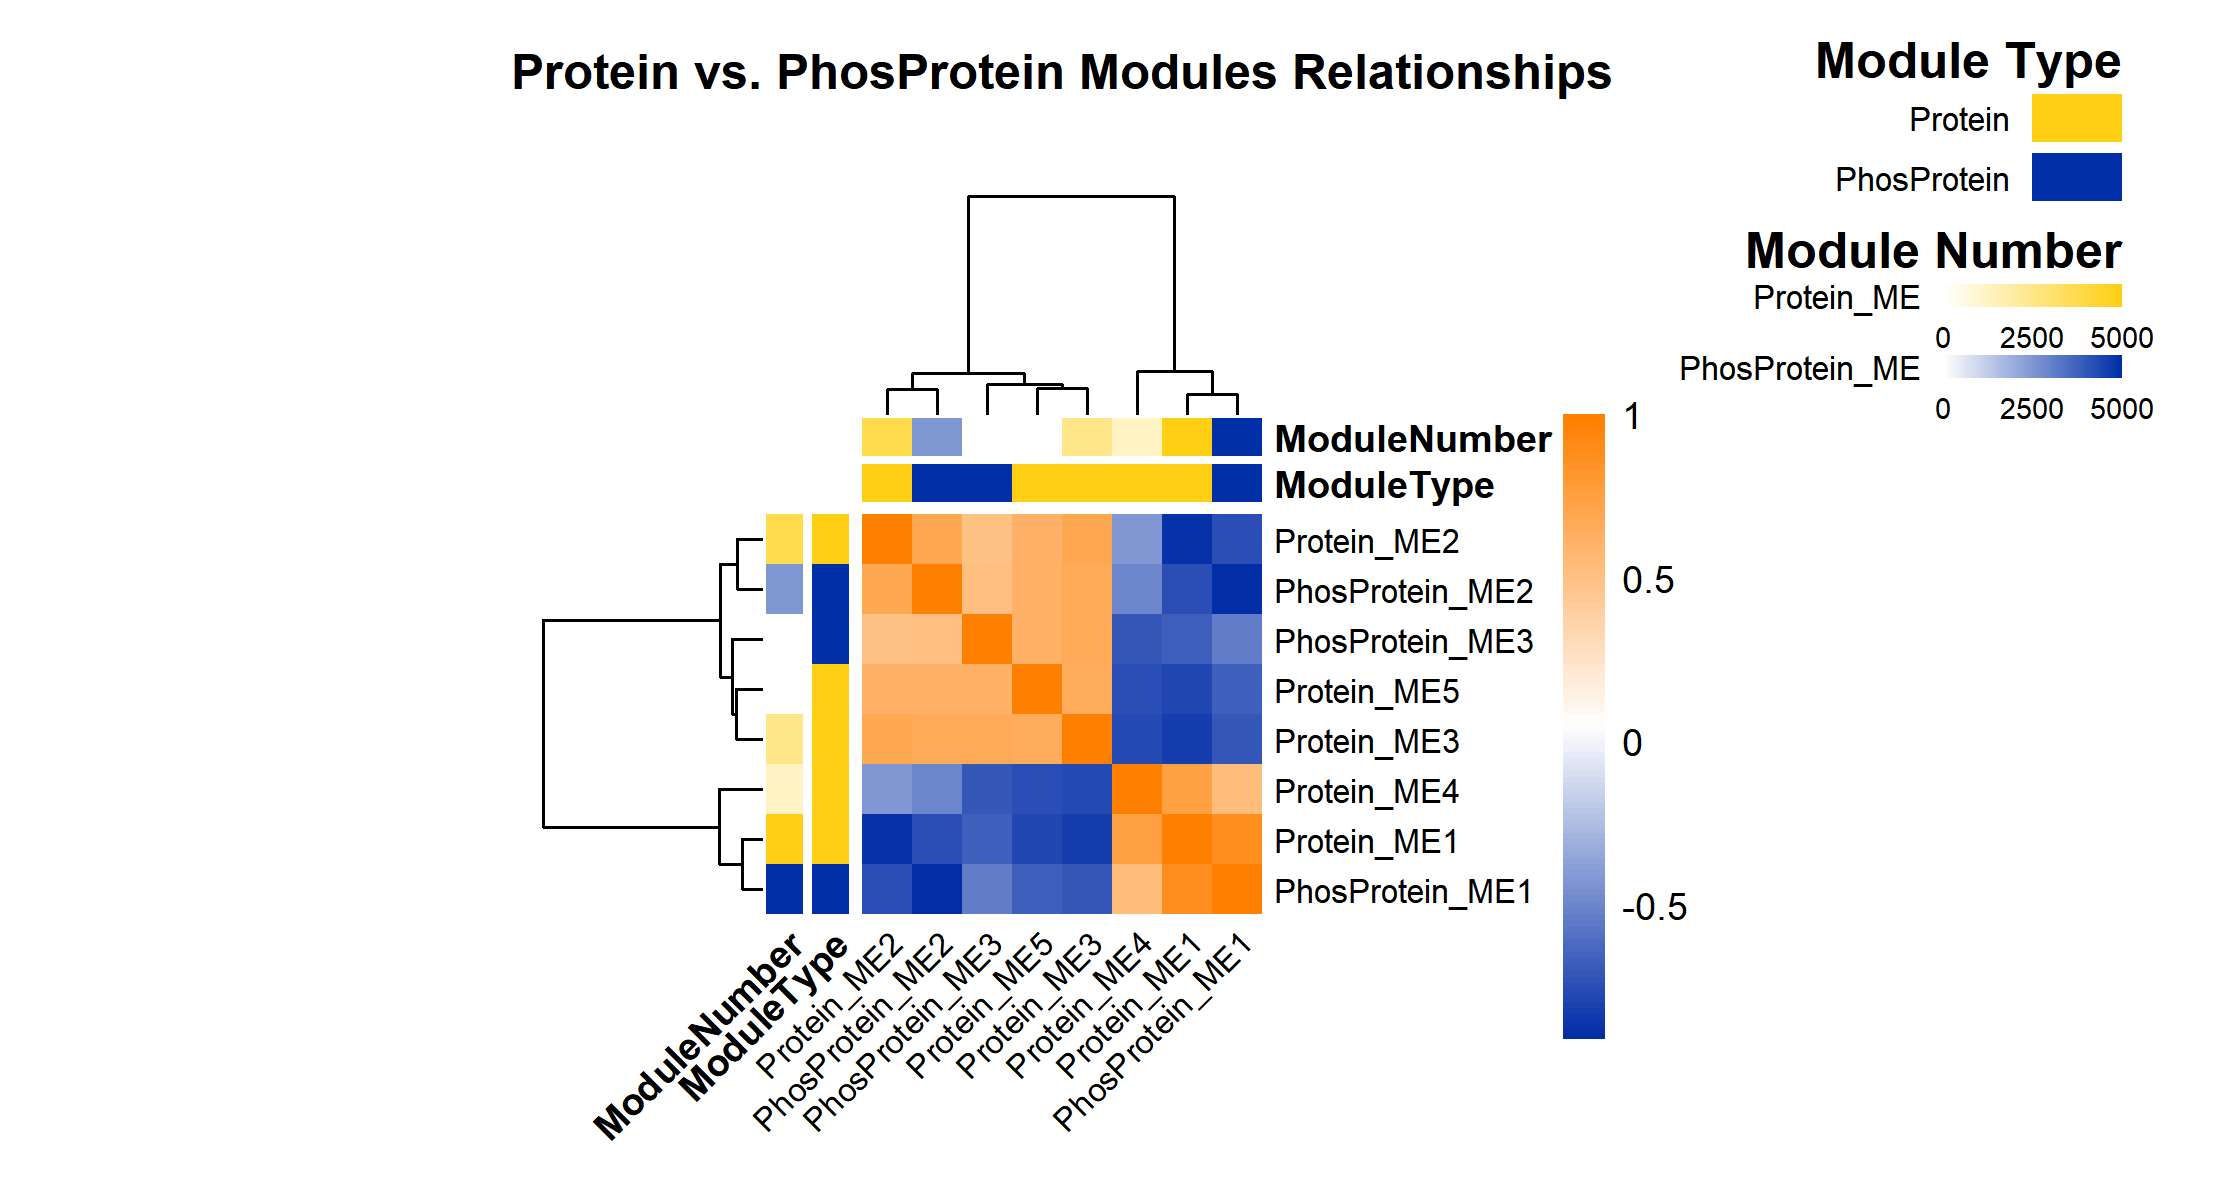 Protein vs. PhosProtein Modules Relationships
Module Type
Protein
PhosProtein
Module Number
Protein_ME
0 2500 5000
PhosProtein_ME
0 2500 5000
ModuleNumber
ModuleType
Protein_ME2
PhosProtein_ME2
PhosProtein_ME3
Protein_ME5
Protein_ME3
Protein_ME4
Protein_ME1
PhosProtein_ME1
1
0.5
0
-0.5
ModuleNumber
ModuleType
Protein_ME2
PhosProtein_ME2
PhosProtein_ME3
Protein_ME5
Protein_ME3
Protein_ME4
Protein_ME1
PhosProtein_ME1